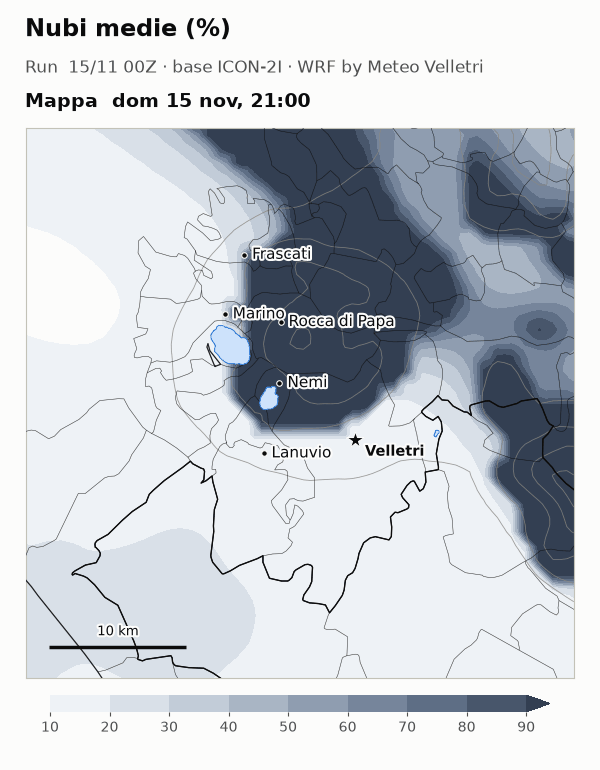 Nubi medie (%)
Run 15/11 00Z · base ICON-2I · WRF by Meteo Velletri
Mappa dom 15 nov, 21:00
Frascati
Marino
Rocca di Papa
Nemi
Velletri
Lanuvio
10 km
10 20 30 40 50 60 70 80 90